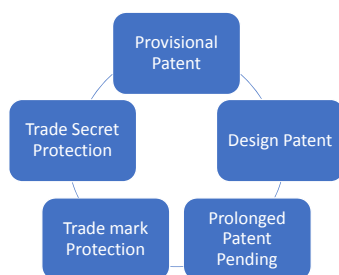 Provisional
Patent
Trade Secret
Protection
Design Patent
Trade mark
Protection
Prolonged
Patent
Pending